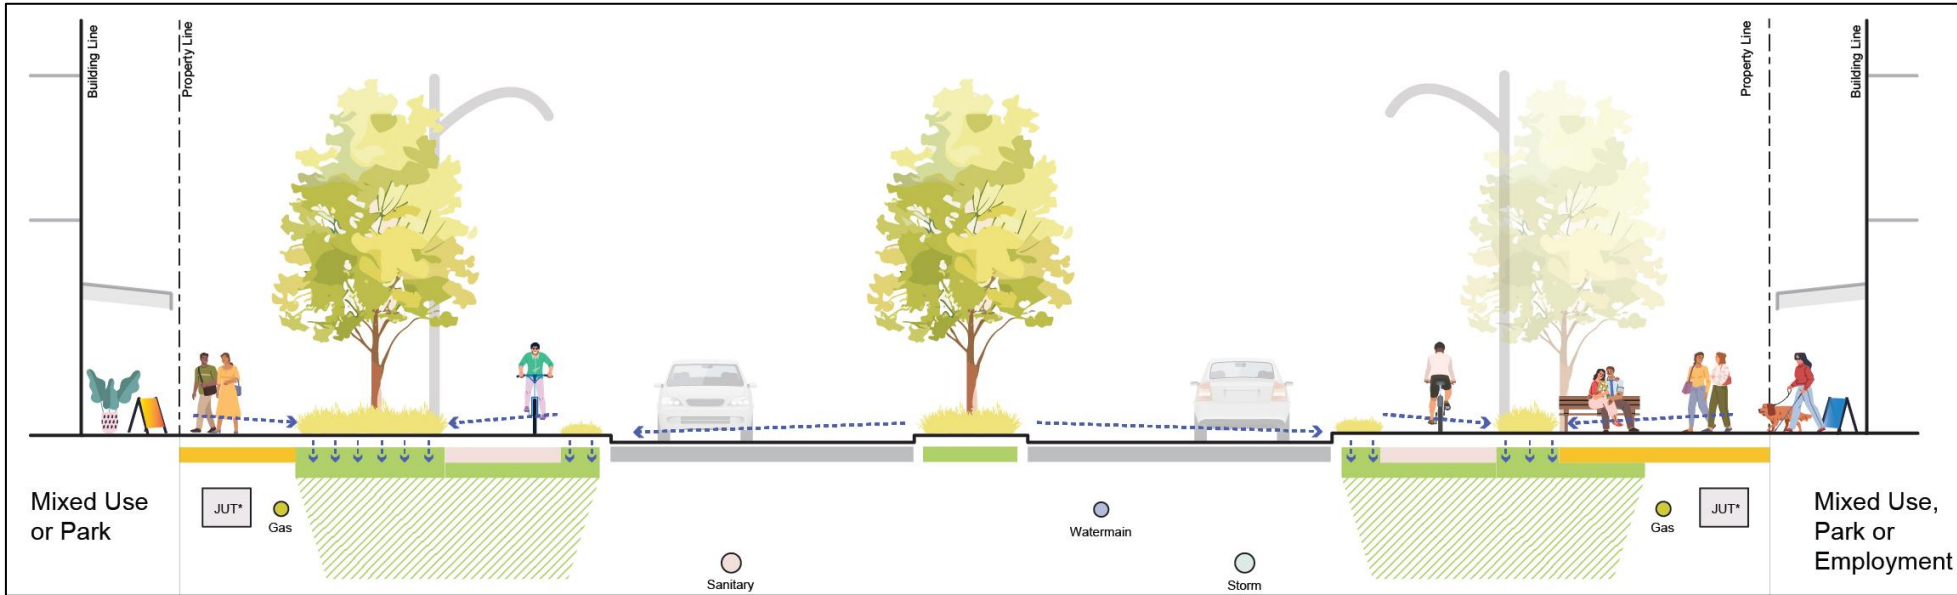 Building Line
Property Line
Property Line
Building Line
Mixed Use
or Park
JUT*
Gas
Sanitary
Watermain
Storm
Gas
JUT*
Mixed Use,
Park or
Employment